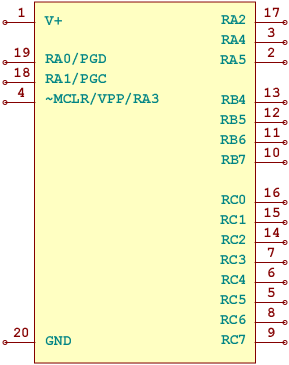 1 V+ RA2 17
RA4 3
19 RA0/PGD RA5 2
18 RA1/PGC
4 ~MCLR/VPP/RA3 RB4 13
RB5 12
RB6 11
RB7 10
RC0 16
RC1 15
RC2 14
RC3 7
RC4 6
RC5 5
RC6 8
20 GND RC7 9